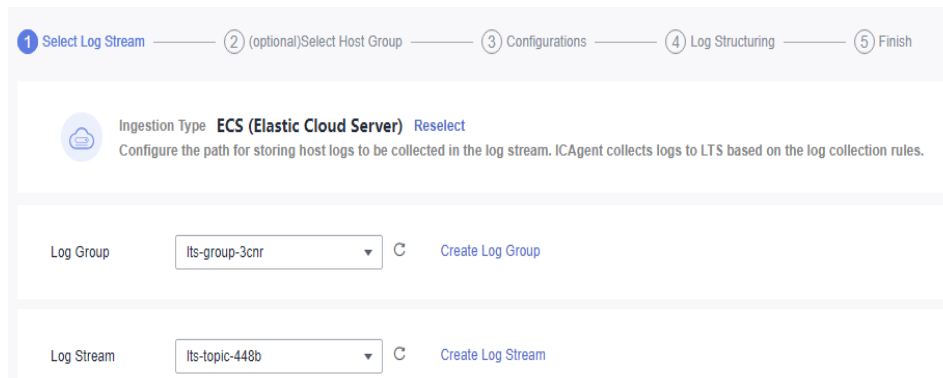 1 Select Log Stream 2 (optional)Select Host Group 3 Configurations 4 Log Structuring 5 Finish
Ingestion Type ECS (Elastic Cloud Server) Reselect
Configure the path for storing host logs to be collected in the log stream. ICAgent collects logs to LTS based on the log collection rules.
Log Group lts-group-3cnr Create Log Group
Log Stream lts-topic-448b Create Log Stream